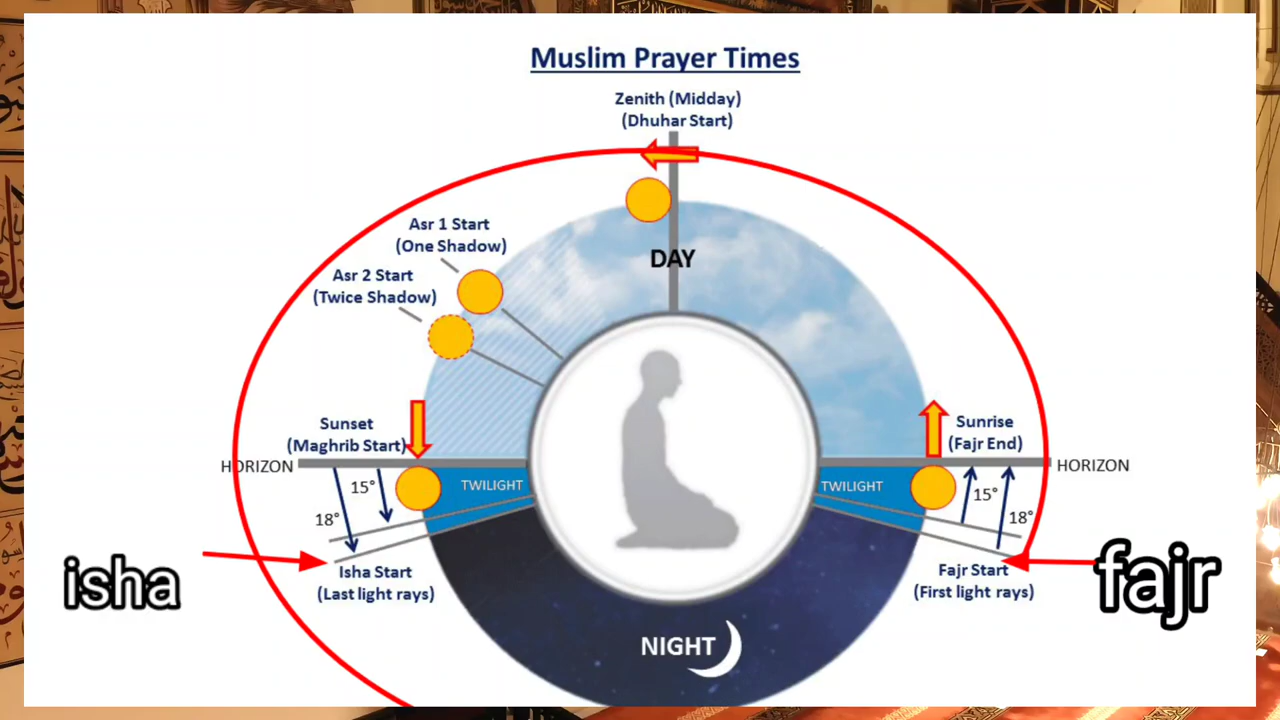 Muslim Prayer Times
Zenith (Midday)
(Dhuhar Start)
Asr 1 Start
(One Shadow)
DAY
Asr 2 Start
(Twice Shadow)
Sunset
(Maghrib Start)
HORIZON
Sunrise
(Fajr End)
HORIZON
TWILIGHT
15°
18°
TWILIGHT
15°
18°
isha
Isha Start
(Last light rays)
Fajr Start
(First light rays)
fajr
NIGHT